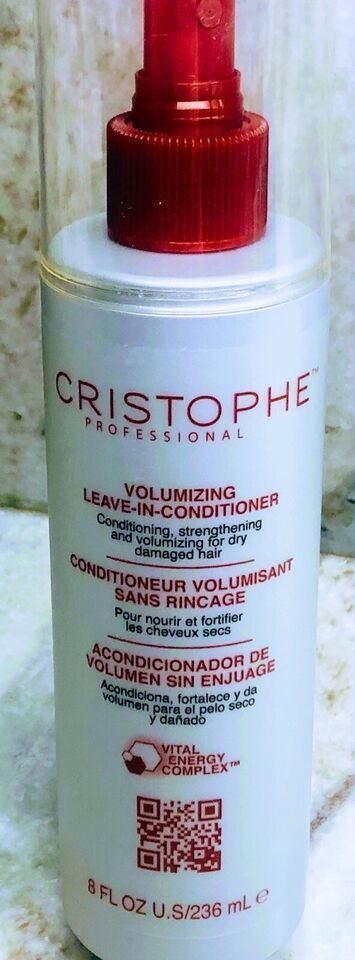 CRISTOPHE™
PROFESSIONAL
VOLUMIZING
LEAVE-IN-CONDITIONER
Conditioning, strengthening
and volumizing for dry
damaged hair
CONDITIONEUR VOLUMISANT
SANS RINCAGE
Pour nourir et fortifier
les cheveux secs
ACONDICIONADOR DE
VOLUMEN SIN ENJUAGE
Acondiciona, fortalece y da
volumen para el pelo seco
y dañado
VITAL
ENERGY
COMPLEX™
8 FL OZ U.S/236 mL ℮